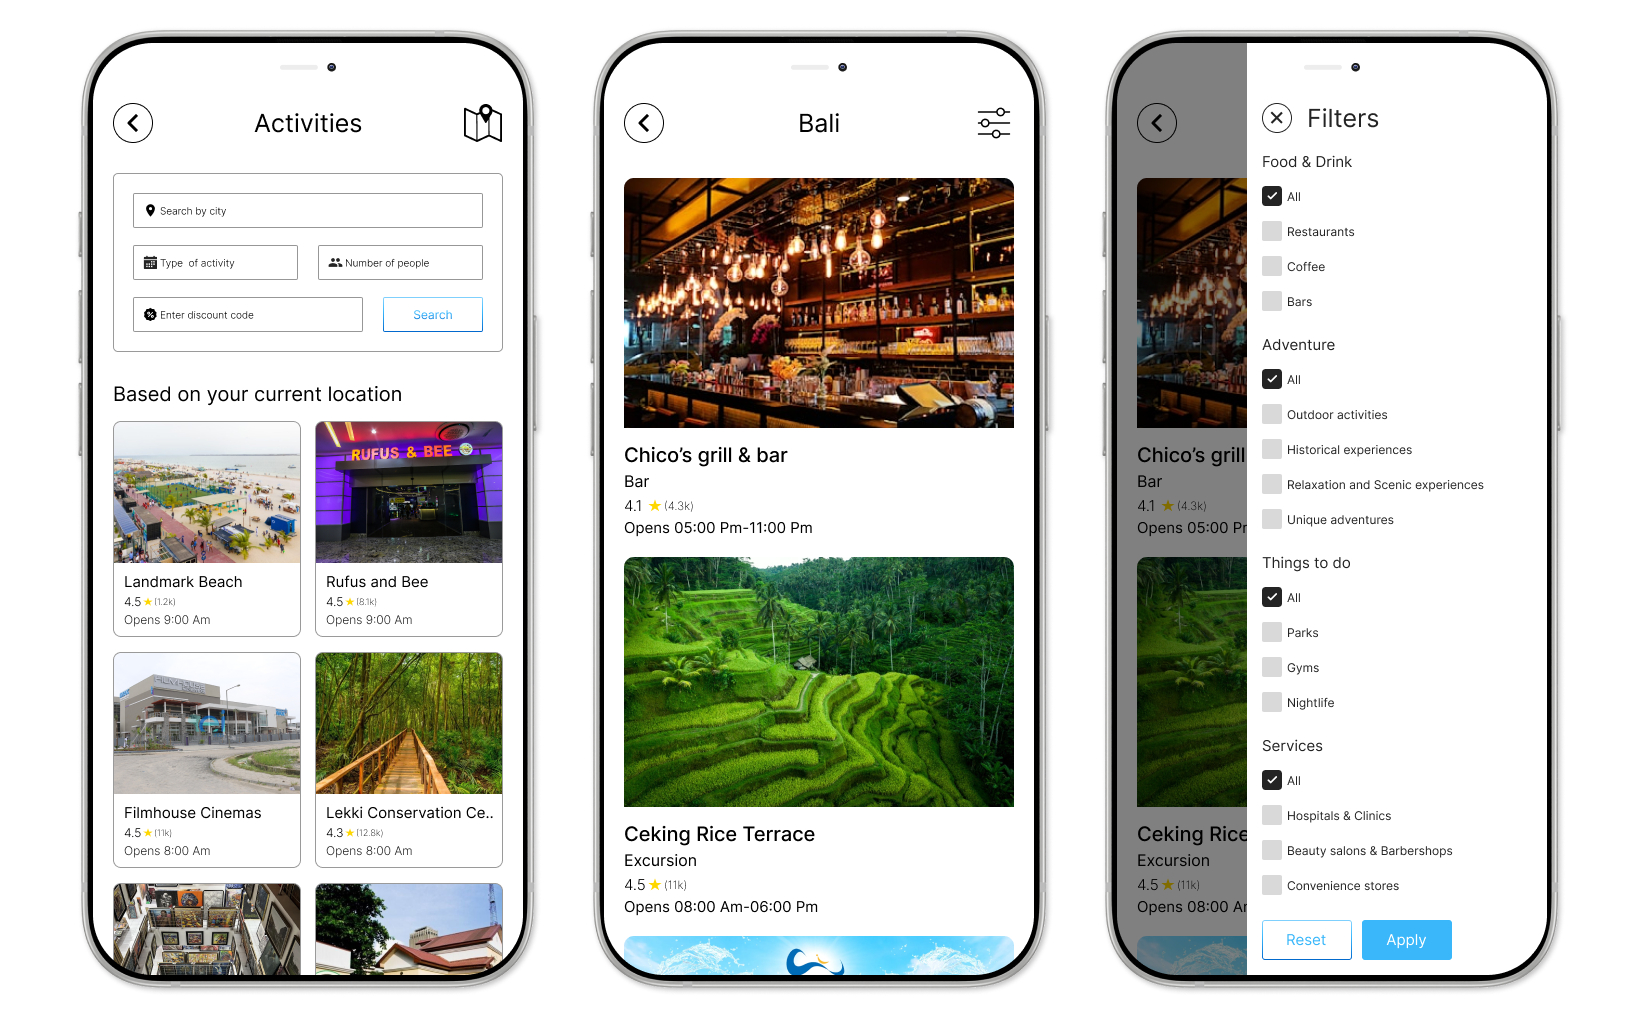 Activities
Search by city
Type of activity
Number of people
Enter discount code
Search
Based on your current location
RUFUS & BEE
Landmark Beach
4.5 (1.2k)
Opens 9:00 Am
Rufus and Bee
4.5 (8.1k)
Opens 9:00 Am
FILMHOUSE
Filmhouse Cinemas
4.5 (11k)
Opens 8:00 Am
Lekki Conservation Ce..
4.3 (12.8k)
Opens 8:00 Am
Bali
Chico’s grill & bar
Bar
4.1 (4.3k)
Opens 05:00 Pm-11:00 Pm
Ceking Rice Terrace
Excursion
4.5 (11k)
Opens 08:00 Am-06:00 Pm
Chico’s grill
Bar
4.1 (4.3k)
Opens 05:00 Pr
Ceking Rice
Excursion
4.5 (11k)
Opens 08:00 Ar
Filters
Food & Drink
All
Restaurants
Coffee
Bars
Adventure
All
Outdoor activities
Historical experiences
Relaxation and Scenic experiences
Unique adventures
Things to do
All
Parks
Gyms
Nightlife
Services
All
Hospitals & Clinics
Beauty salons & Barbershops
Convenience stores
Reset
Apply